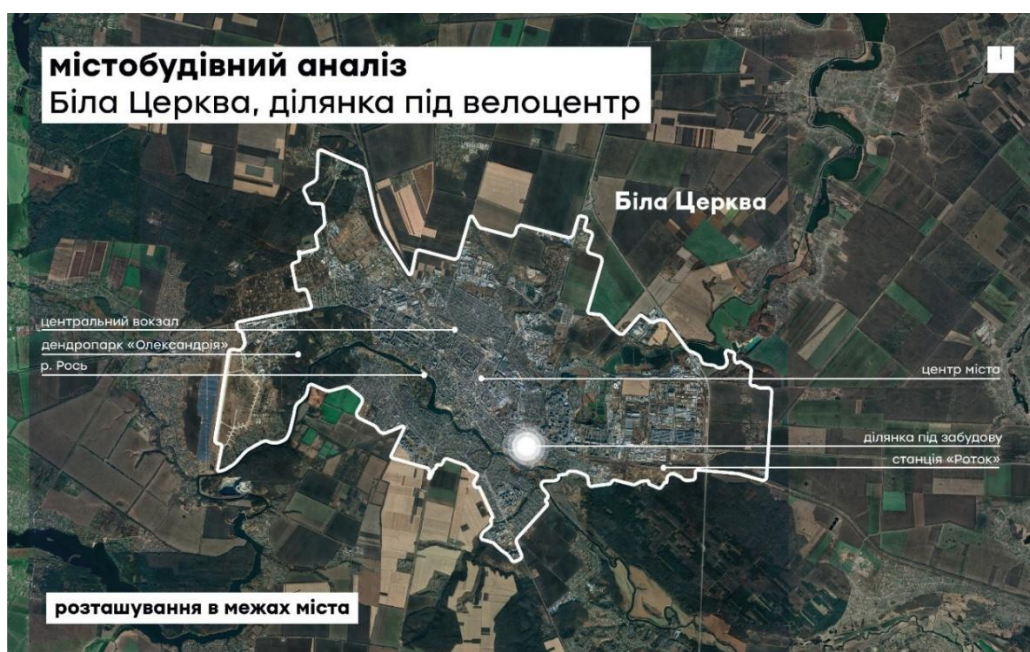 містобудівний аналіз
Біла Церква, ділянка під велоцентр
Біла Церква
центральний вокзал
дендропарк «Олександрія»
р. Рось
центр міста
ділянка під забудову
станція «Роток»
розташування в межах міста